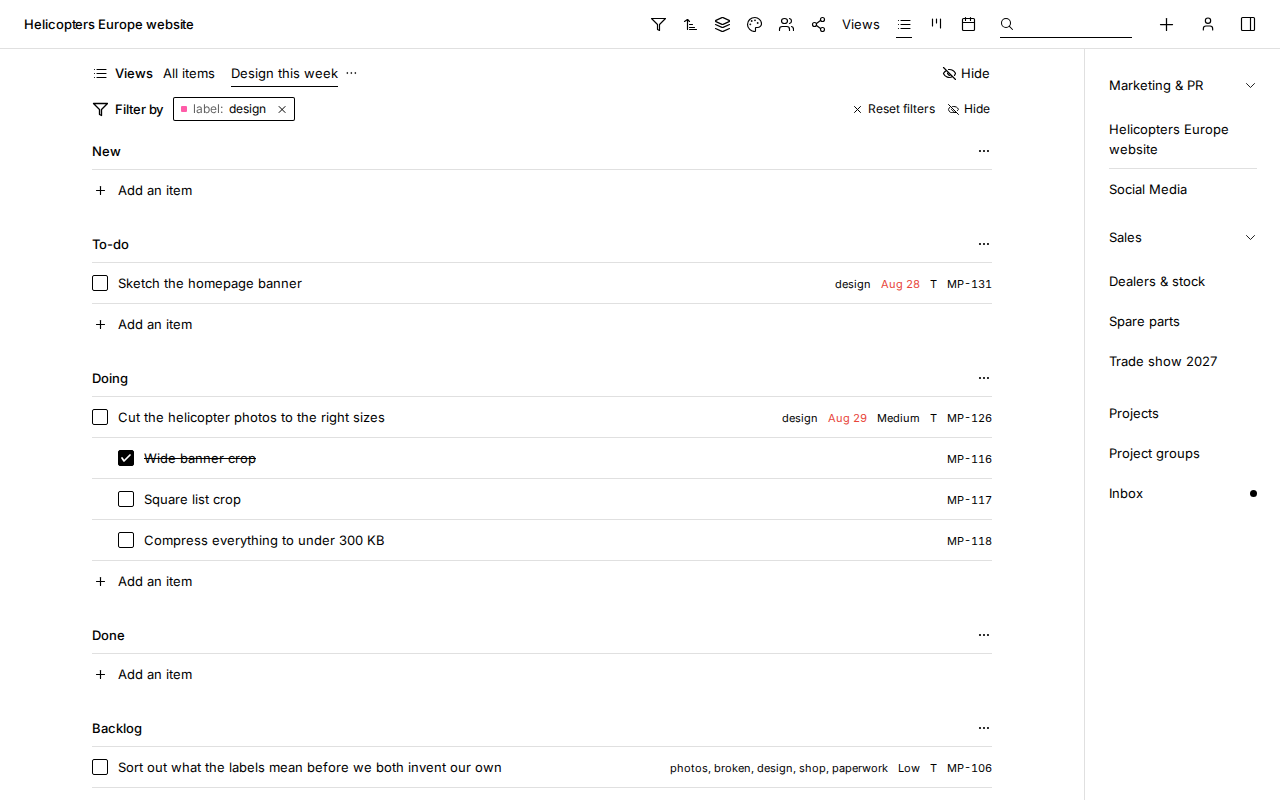 Helicopters Europe website
Views
Views All items Design this week ...
Hide
Filter by label: design
Reset filters Hide
New
Add an item
To-do
Sketch the homepage banner design Aug 28 T MP-131
Add an item
Doing
Cut the helicopter photos to the right sizes design Aug 29 Medium T MP-126
Wide banner crop MP-116
Square list crop MP-117
Compress everything to under 300 KB MP-118
Add an item
Done
Add an item
Backlog
Sort out what the labels mean before we both invent our own photos, broken, design, shop, paperwork Low T MP-106
Marketing & PR
Helicopters Europe
website
Social Media
Sales
Dealers & stock
Spare parts
Trade show 2027
Projects
Project groups
Inbox